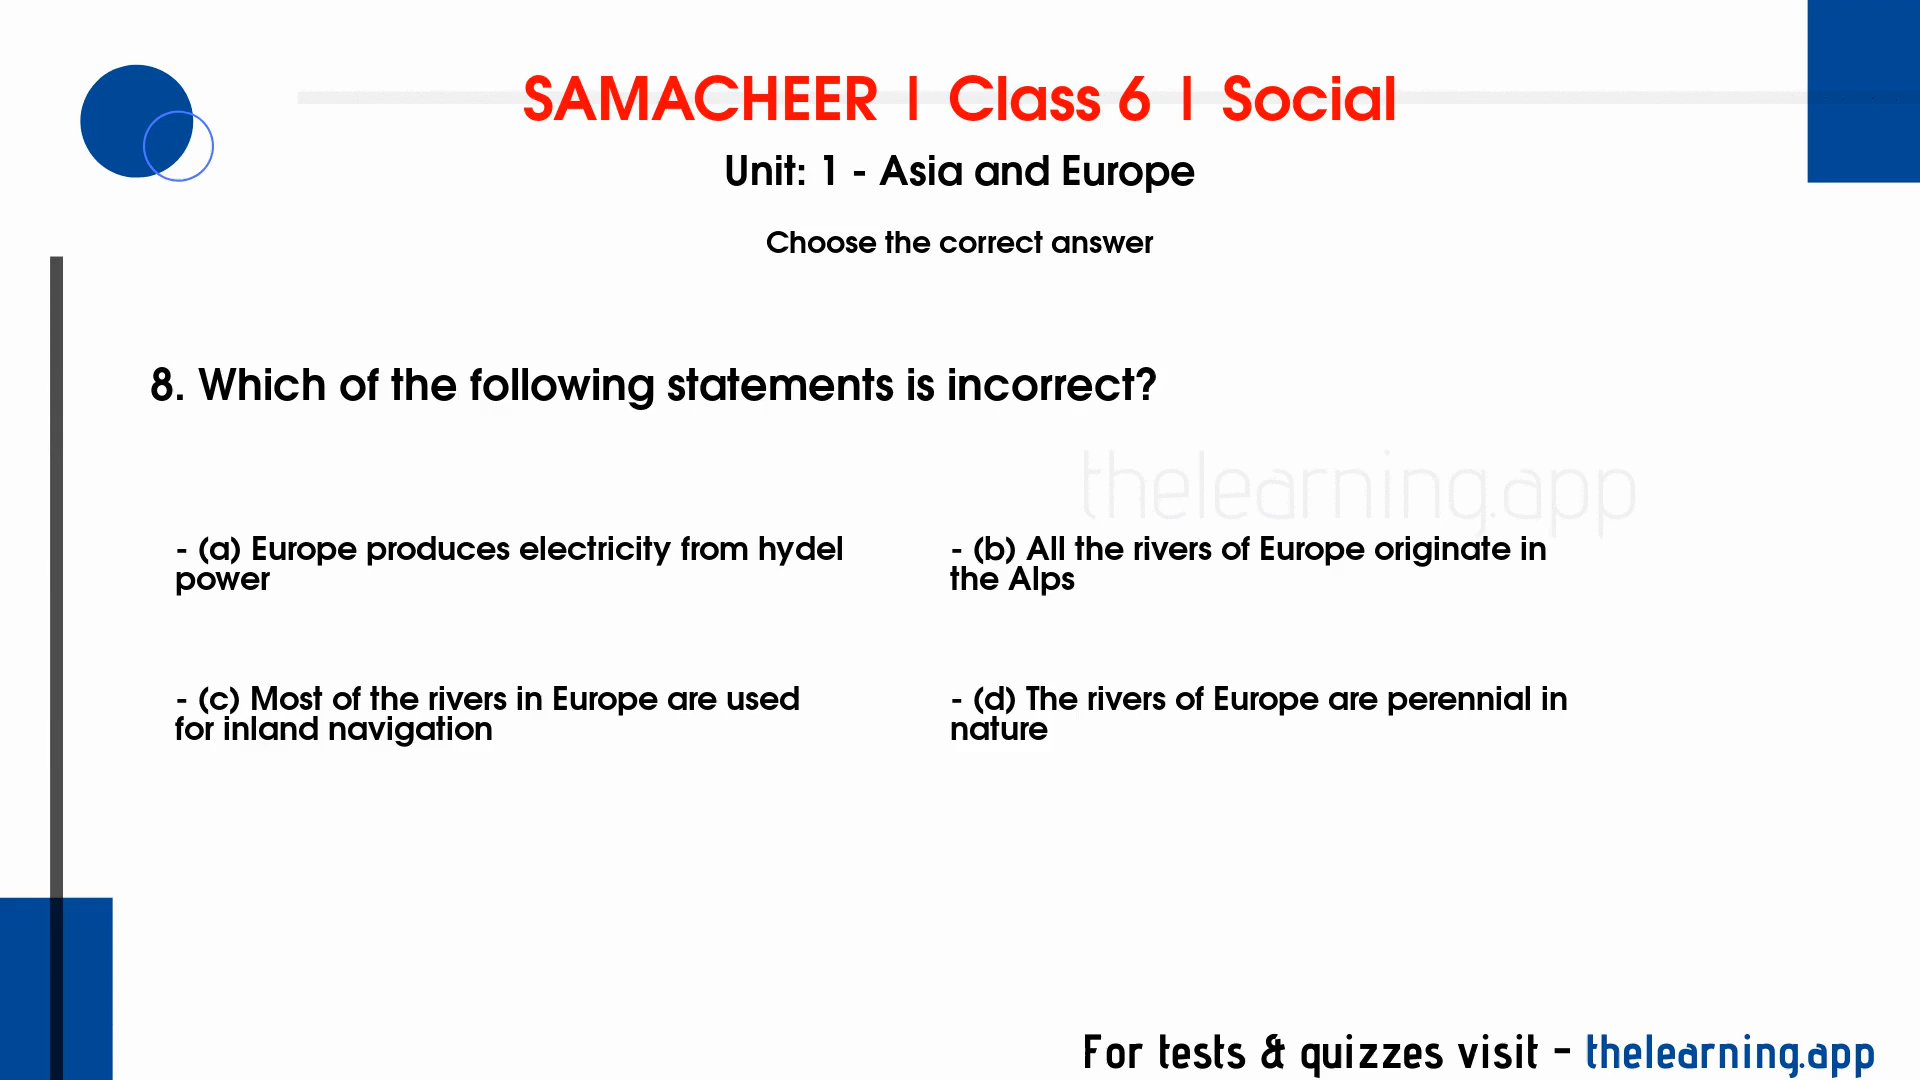 SAMACHEER | Class 6 | Social
Unit: 1 - Asia and Europe
Choose the correct answer
8. Which of the following statements is incorrect?
thelearning.app
- (a) Europe produces electricity from hydel
power
- (b) All the rivers of Europe originate in
the Alps
- (c) Most of the rivers in Europe are used
for inland navigation
- (d) The rivers of Europe are perennial in
nature
For tests & quizzes visit - thelearning.app